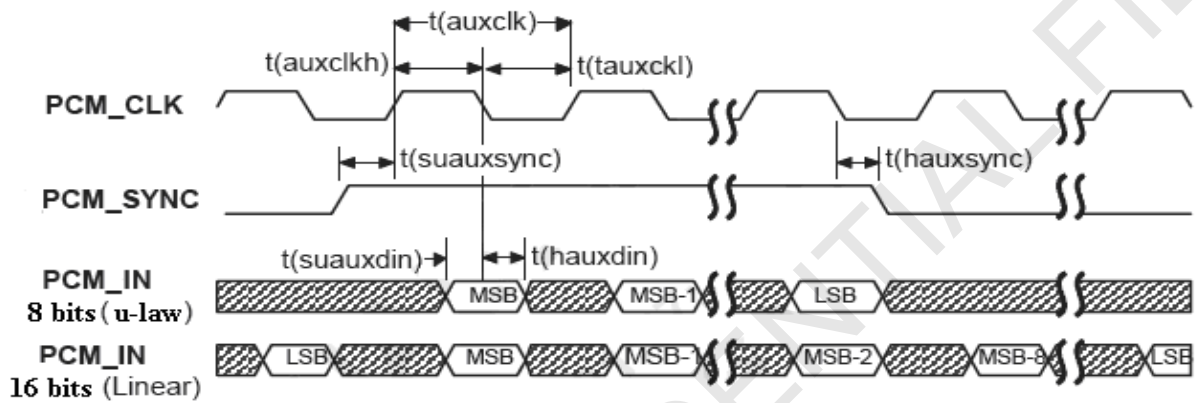 t(auxclk)
t(auxclkh)
t(tauxckl)
PCM_CLK
t(suauxsync)
t(hauxsync)
PCM_SYNC
t(suauxdin)
t(hauxdin)
PCM_IN
8 bits (u-law)
MSB
MSB-1
LSB
PCM_IN
16 bits (Linear)
LSB
MSB
MSB-1
MSB-2
MSB-8
LSB